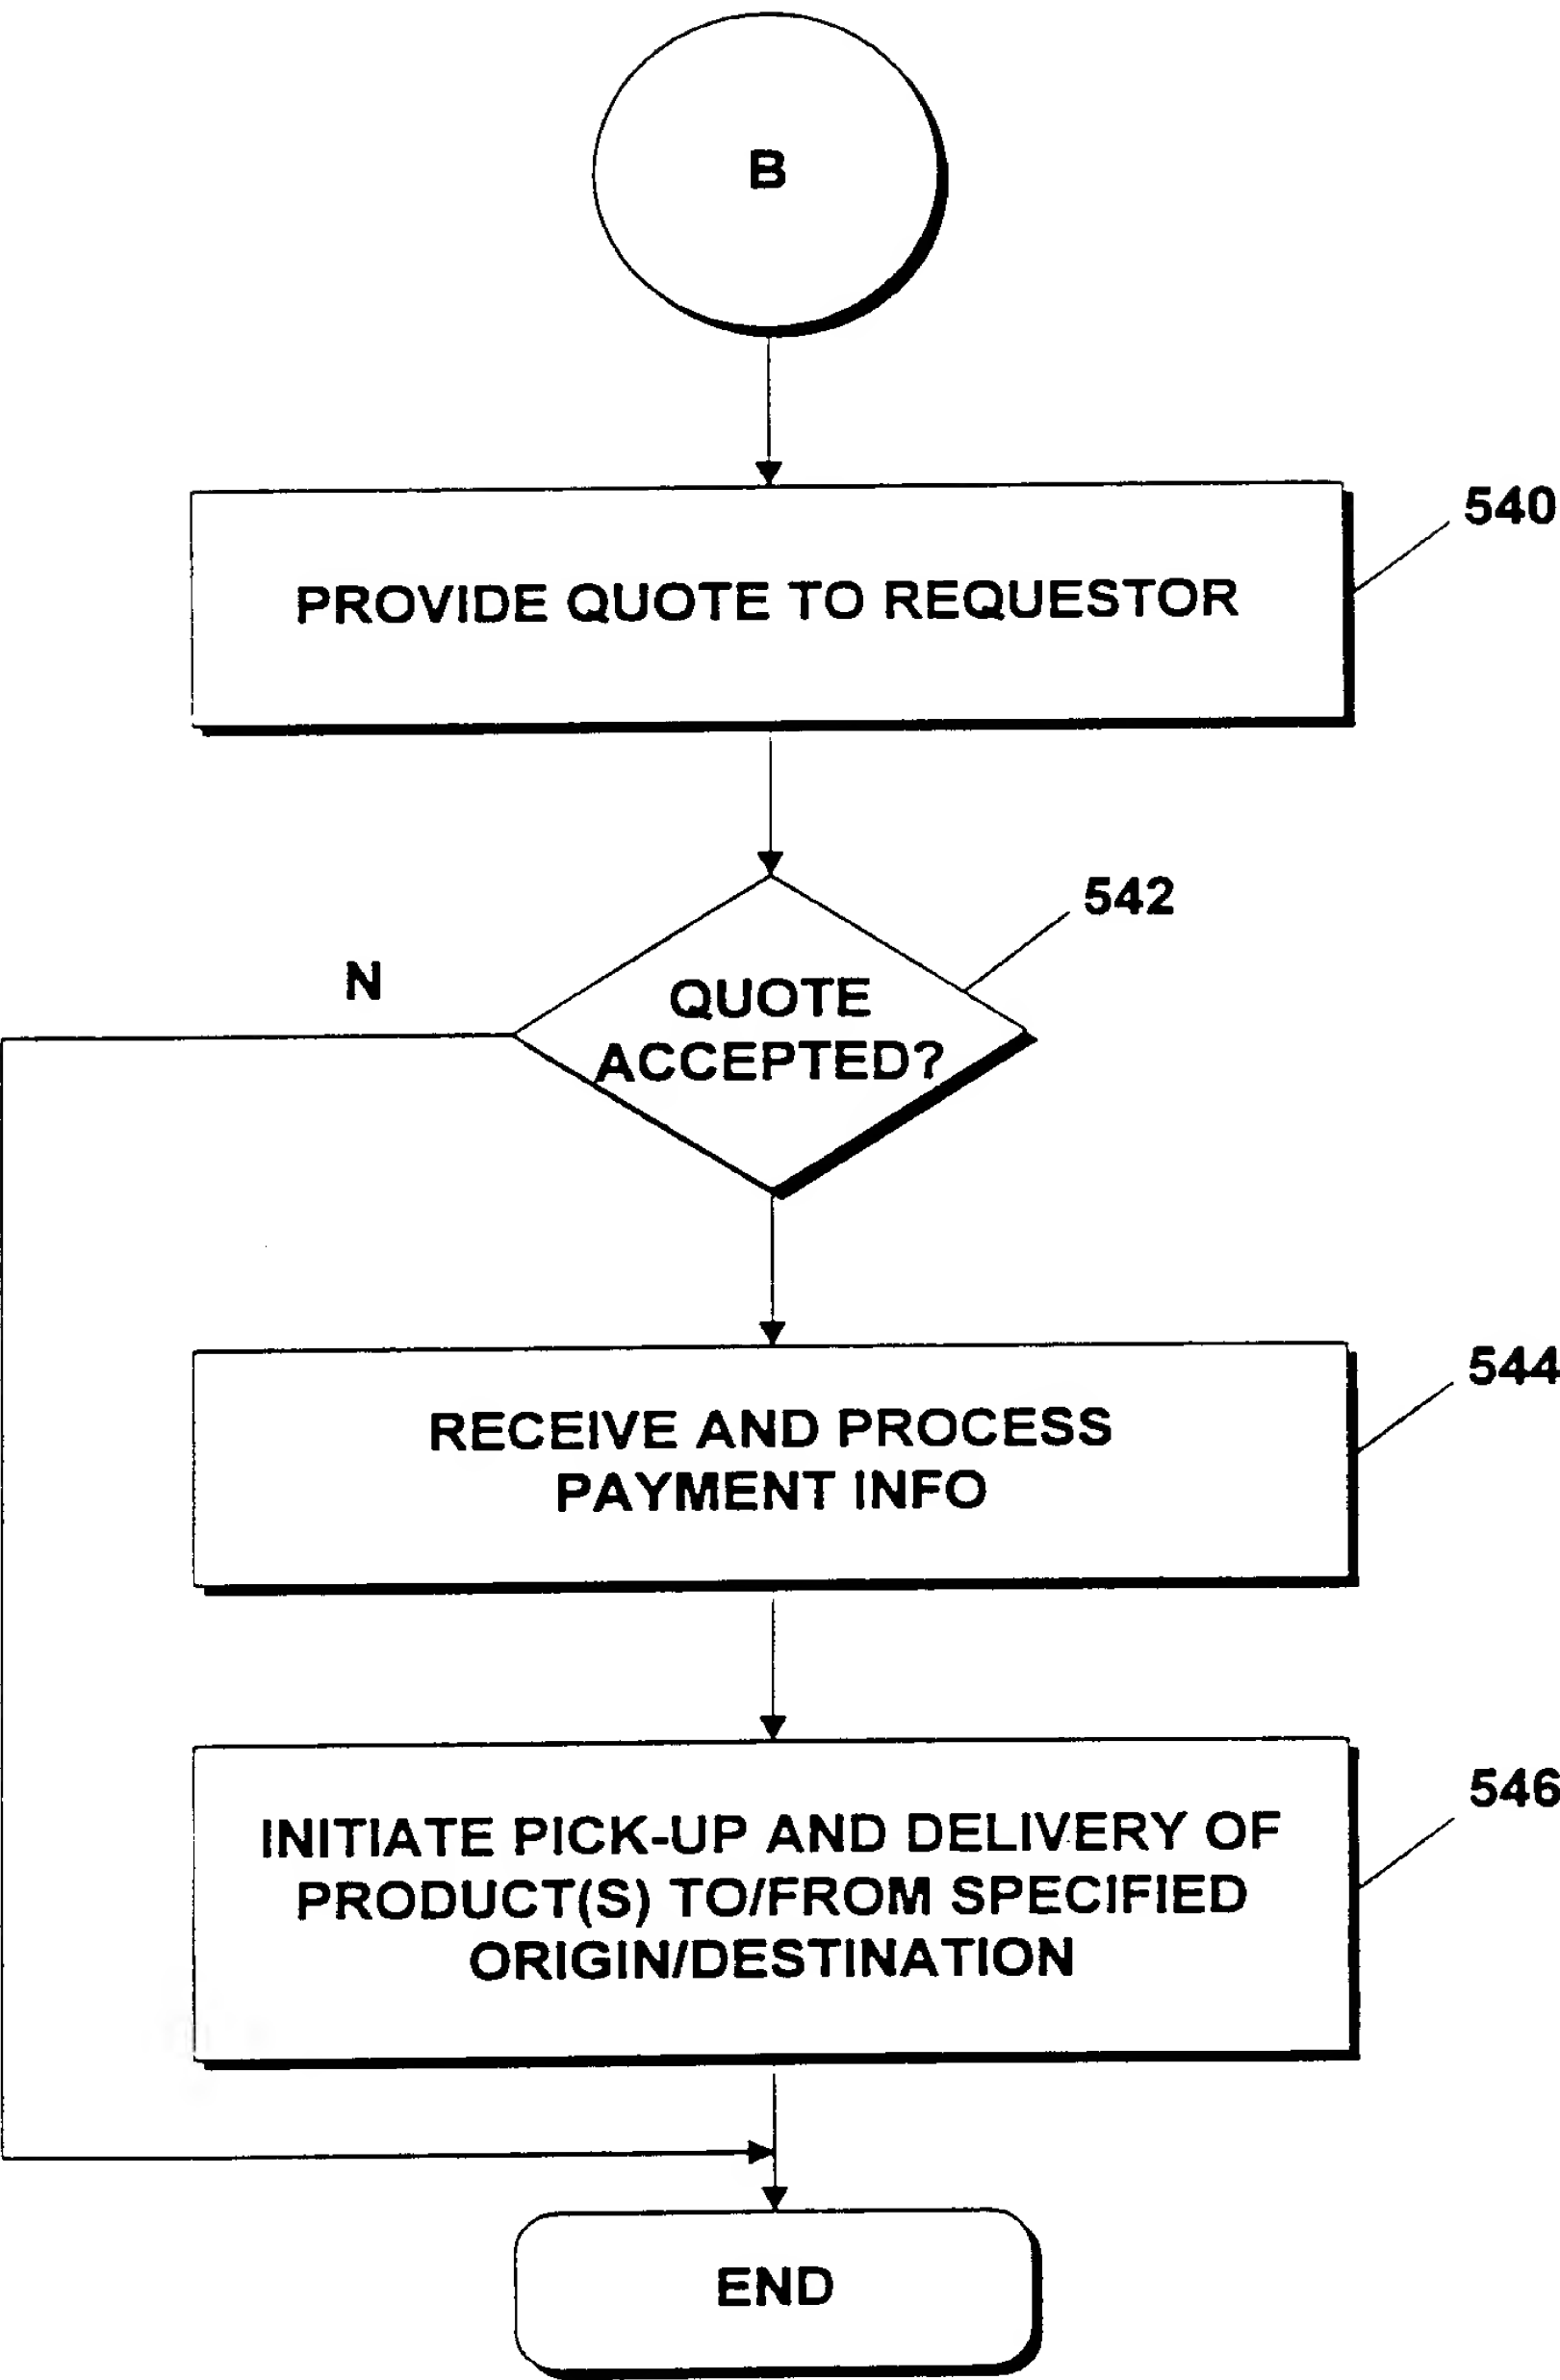 B
540
PROVIDE QUOTE TO REQUESTOR
542
N
QUOTE
ACCEPTED?
544
RECEIVE AND PROCESS
PAYMENT INFO
546
INITIATE PICK-UP AND DELIVERY OF
PRODUCT(S) TO/FROM SPECIFIED
ORIGIN/DESTINATION
END